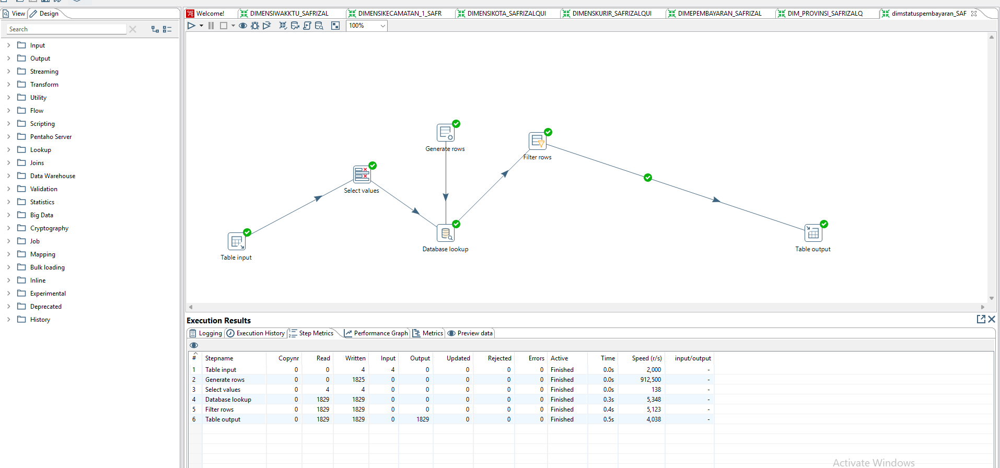 Welcome! DIMENSIWAKKTU_SAFRIZAL DIMENSIKECAMATAN_1_SAFR DIMENSIKOTA_SAFRIZALQUI DIMENSKURIR_SAFRIZALQUI DIMEPEMBAYARAN_SAFRIZAL DIM_PROVINSI_SAFRIZALQ dimstatuspembayaran_SAF
View Design
100%
Search
Input
Output
Streaming
Transform
Utility
Flow
Scripting
Pentaho Server
Lookup
Joins
Data Warehouse
Validation
Statistics
Big Data
Cryptography
Job
Mapping
Bulk loading
Inline
Experimental
Deprecated
History
Generate rows
Filter rows
Select values
Database lookup
Table output
Table input
Execution Results
Logging Execution History Step Metrics Performance Graph Metrics Preview data
# Stepname Copynr Read Written Input Output Updated Rejected Errors Active Time Speed (r/s) input/output
1 Table input 0 0 4 4 0 0 0 0 Finished 0.0s 2,000 -
2 Generate rows 0 0 1825 0 0 0 0 0 Finished 0.0s 912,500 -
3 Select values 0 4 4 0 0 0 0 0 Finished 0.0s 138 -
4 Database lookup 0 1829 1829 0 0 0 0 0 Finished 0.3s 5,348 -
5 Filter rows 0 1829 1829 0 0 0 0 0 Finished 0.4s 5,123 -
6 Table output 0 1829 1829 0 1829 0 0 0 Finished 0.5s 4,038 -
Activate Windows